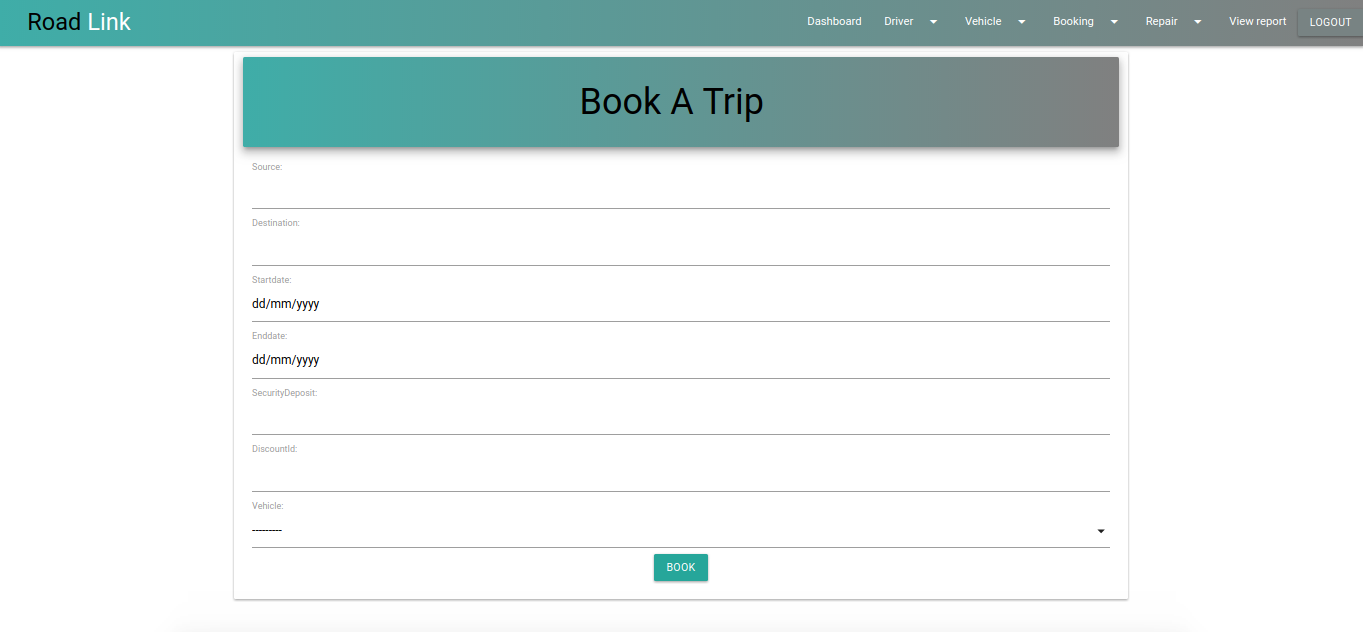 Road Link
Dashboard Driver Vehicle Booking Repair View report LOGOUT
Book A Trip
Source:
Destination:
Startdate:
dd/mm/yyyy
Enddate:
dd/mm/yyyy
SecurityDeposit:
DiscountId:
Vehicle:
---------
BOOK